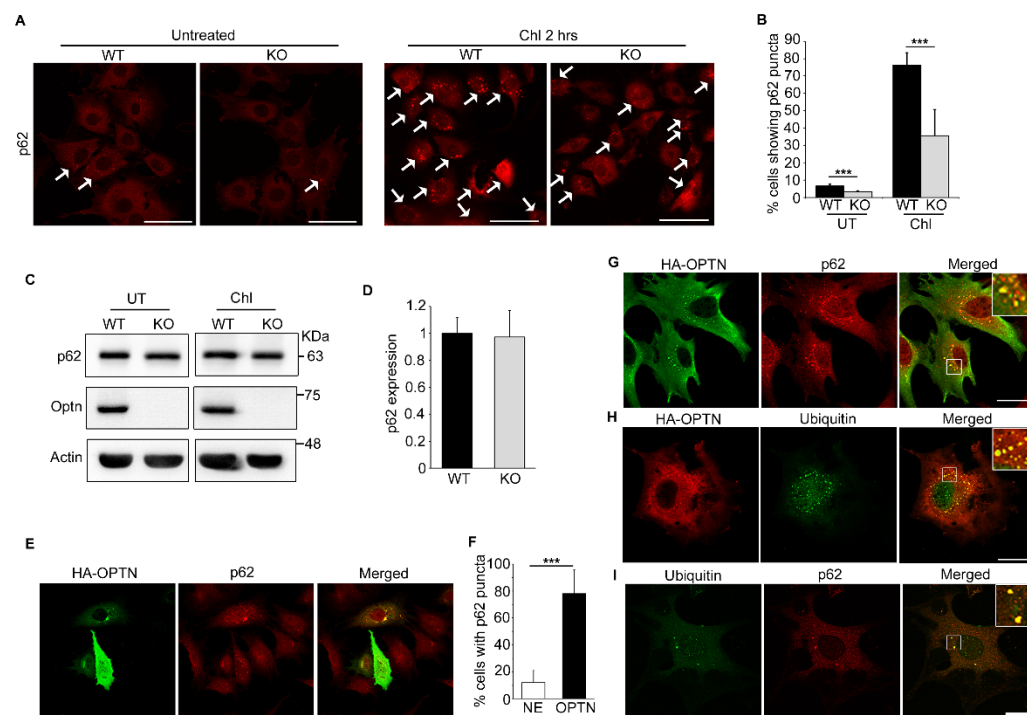 A
Untreated
WT
KO
Chl 2 hrs
WT
KO
p62
B
% cells showing p62 puncta
90
80
70
60
50
40
30
20
10
0
***
***
WT KO
WT KO
UT
Chl
C
UT
Chl
WT
KO
WT
KO
KDa
p62
63
Optn
75
Actin
48
D
p62 expression
1.2
1
0.8
0.6
0.4
0.2
0
WT
KO
E
HA-OPTN
p62
Merged
F
% cells with p62 puncta
100
80
60
40
20
0
***
NE
OPTN
G
HA-OPTN
p62
Merged
H
HA-OPTN
Ubiquitin
Merged
I
Ubiquitin
p62
Merged